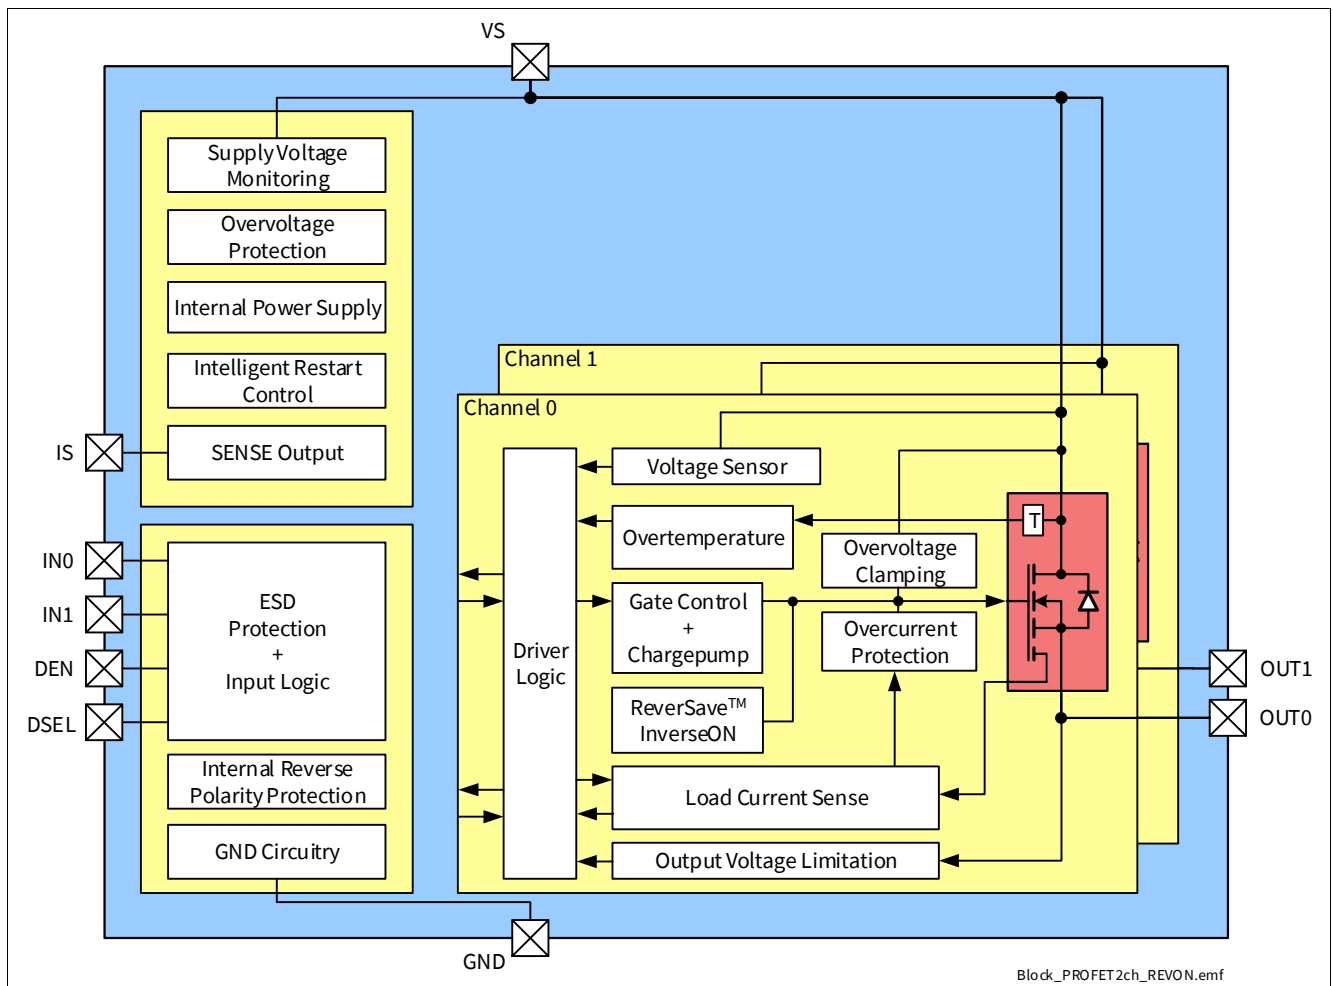 VS
Supply Voltage
Monitoring
Overvoltage
Protection
Internal Power Supply
Intelligent Restart
Control
SENSE Output
IS
IN0
IN1
DEN
DSEL
ESD
Protection
+
Input Logic
Internal Reverse
Polarity Protection
GND Circuitry
GND
Channel 1
Channel 0
Driver
Logic
Voltage Sensor
Overtemperature
T
Overvoltage
Clamping
Gate Control
+
Chargepump
Overcurrent
Protection
ReverSave™
InverseON
Load Current Sense
Output Voltage Limitation
OUT1
OUT0
Block_PROFET2ch_REVON.emf